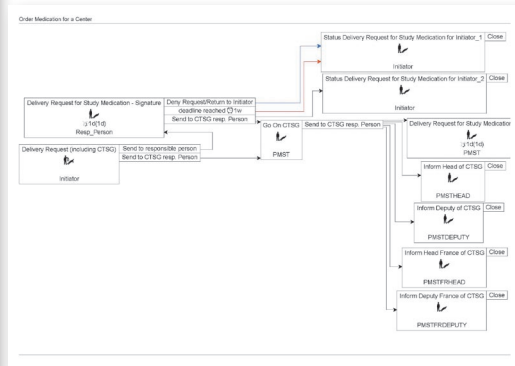 Order Medication for a Center
Status Delivery Request for Study Medication for Initiator_1
Close
Initiator
Status Delivery Request for Study Medication for Initiator_2
Close
Initiator
Delivery Request for Study Medication - Signature
1d(1d)
Resp_Person
Deny Request/Return to Initiator
deadline reached 1w
Send to CTSG resp. Person
Go On CTSG
PMST
Send to CTSG resp. Person
Delivery Request for Study Medication
1d(1d)
PMST
Delivery Request (including CTSG)
Initiator
Send to responsible person
Send to CTSG resp. Person
Inform Head of CTSG
Close
PMSTHEAD
Inform Deputy of CTSG
Close
PMSTDEPUTY
Inform Head France of CTSG
Close
PMSTFRHEAD
Inform Deputy France of CTSG
Close
PMSTFRDEPUTY